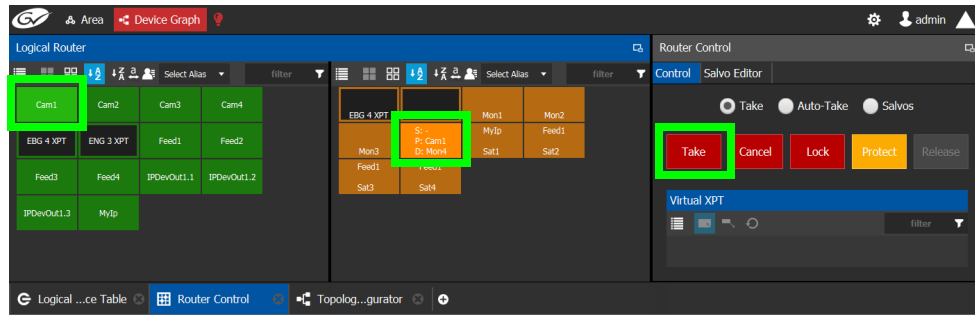 GV Area Device Graph admin
Logical Router Router Control
Select Alias filter Select Alias filter Control Salvo Editor
Take Auto-Take Salvos
Cam1 Cam2 Cam3 Cam4
EBG 4 XPT Mon1 Mon2
EBG 4 XPT ENG 3 XPT Feed1 Feed2
S: - MyIp Feed1
P: Cam1
Mon3 D: Mon4 Sat1 Sat2
Take Cancel Lock Protect Release
Feed3 Feed4 IPDevOut1.1 IPDevOut1.2
Feed1 Feed1
Sat3 Sat4
Virtual XPT
IPDevOut1.3 MyIp
filter
Logical ...ce Table Router Control Topolog...gurator